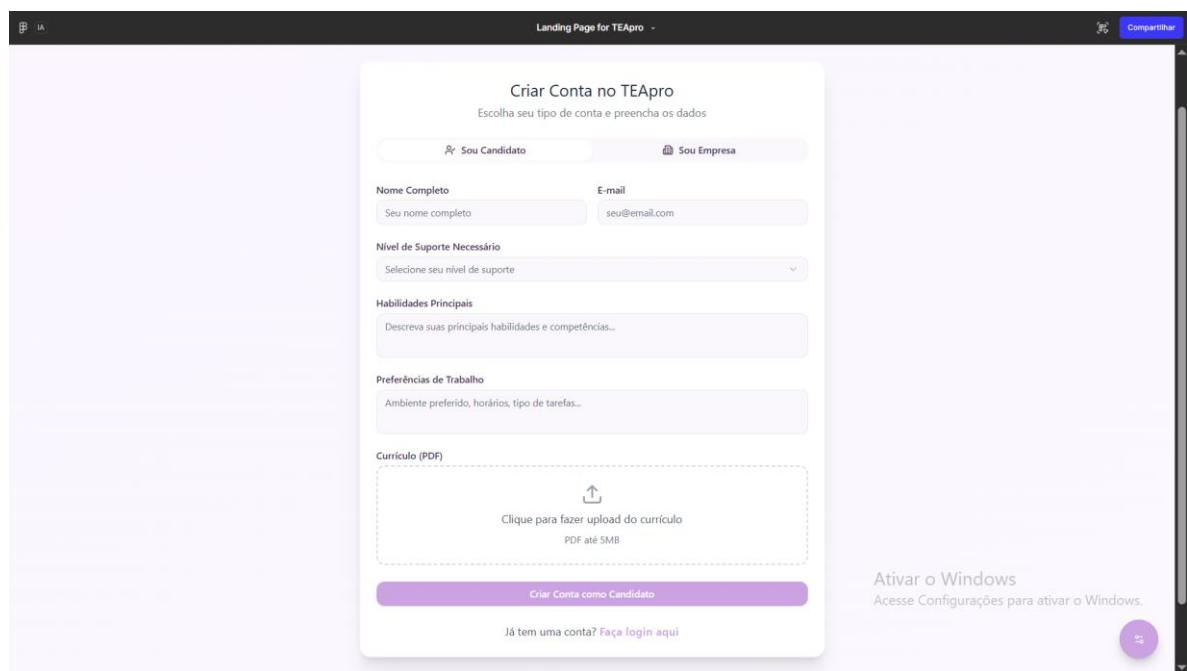 IA
Landing Page for TEApro
Compartilhar
Criar Conta no TEApro
Escolha seu tipo de conta e preencha os dados
Sou Candidato
Sou Empresa
Nome Completo
E-mail
Seu nome completo
seu@email.com
Nível de Suporte Necessário
Selecione seu nível de suporte
Habilidades Principais
Descreva suas principais habilidades e competências...
Preferências de Trabalho
Ambiente preferido, horários, tipo de tarefas...
Currículo (PDF)
Clique para fazer upload do currículo
PDF até 5MB
Criar Conta como Candidato
Já tem uma conta? Faça login aqui
Ativar o Windows
Acesse Configurações para ativar o Windows.